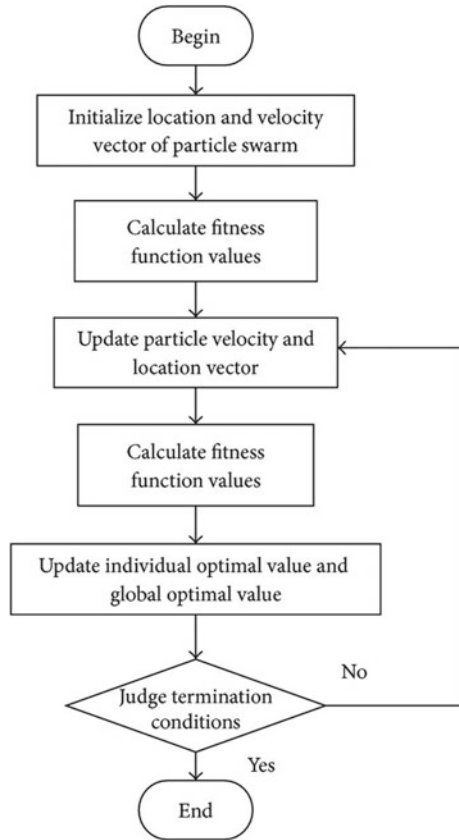 Begin
Initialize location and velocity
vector of particle swarm
Calculate fitness
function values
Update particle velocity and
location vector
Calculate fitness
function values
Update individual optimal value and
global optimal value
No
Judge termination
conditions
Yes
End